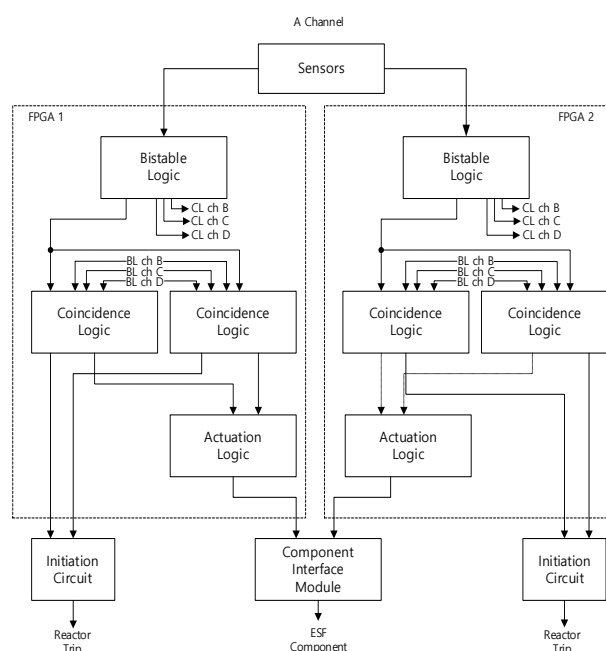 A Channel
Sensors
FPGA 1
FPGA 2
Bistable
Logic
CL ch B
CL ch C
CL ch D
Bistable
Logic
CL ch B
CL ch C
CL ch D
BL ch B
BL ch C
BL ch D
BL ch B
BL ch C
BL ch D
Coincidence
Logic
Coincidence
Logic
Coincidence
Logic
Coincidence
Logic
Actuation
Logic
Actuation
Logic
Initiation
Circuit
Component
Interface
Module
Initiation
Circuit
Reactor
Trip
ESF
Component
Reactor
Trip